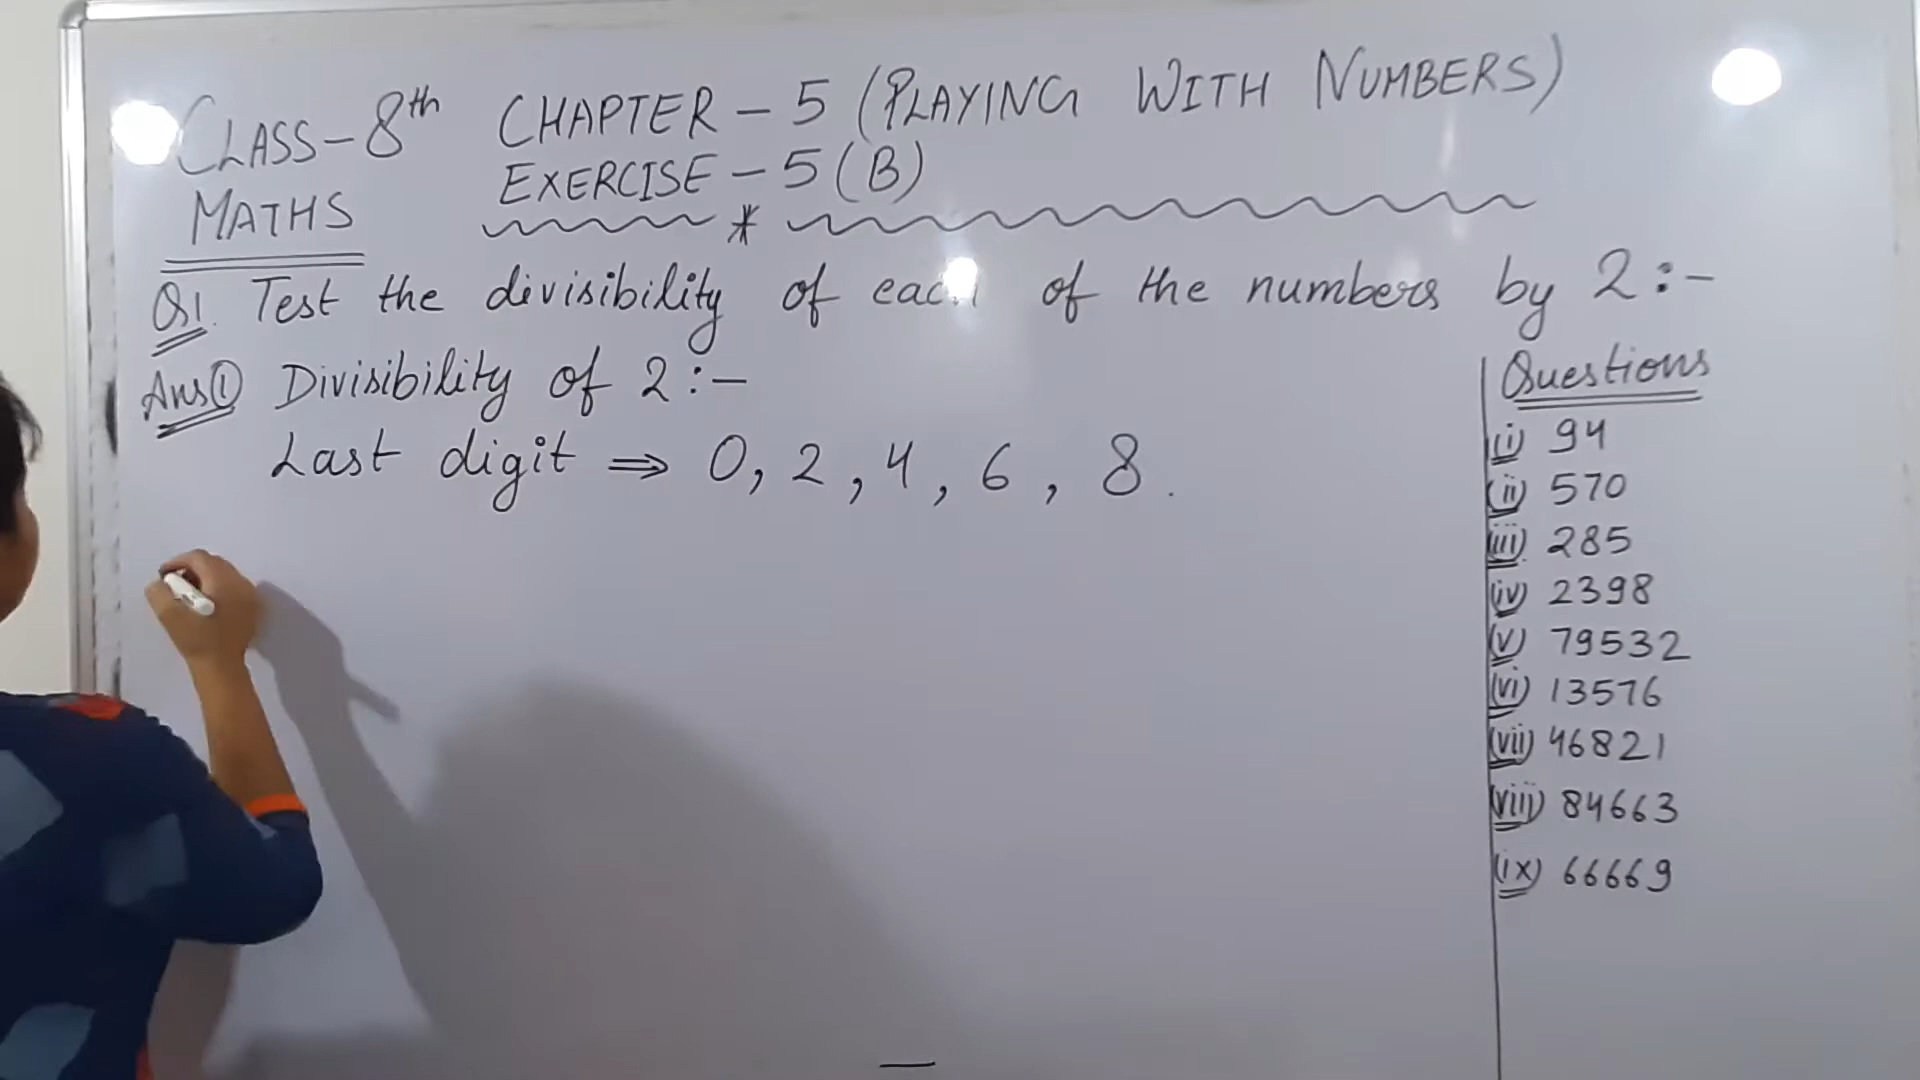 CLASS-8th CHAPTER-5 (PLAYING WITH NUMBERS)
MATHS EXERCISE-5(B)
Q1. Test the divisibility of each of the numbers by 2:-
Ans① Divisibility of 2:-
Last digit ⇒ 0, 2, 4, 6, 8.
Questions
(i) 94
(ii) 570
(iii) 285
(iv) 2398
(v) 79532
(vi) 13576
(vii) 46821
(viii) 84663
(ix) 66669